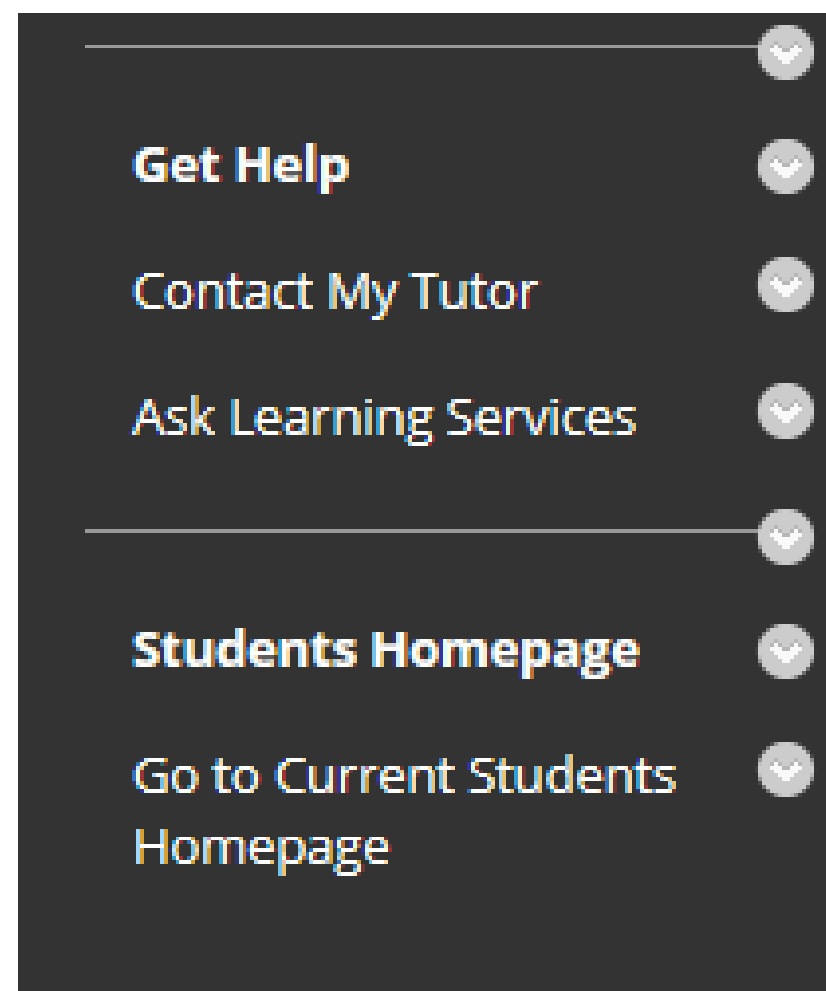 Get Help
Contact My Tutor
Ask Learning Services
Students Homepage
Go to Current Students
Homepage